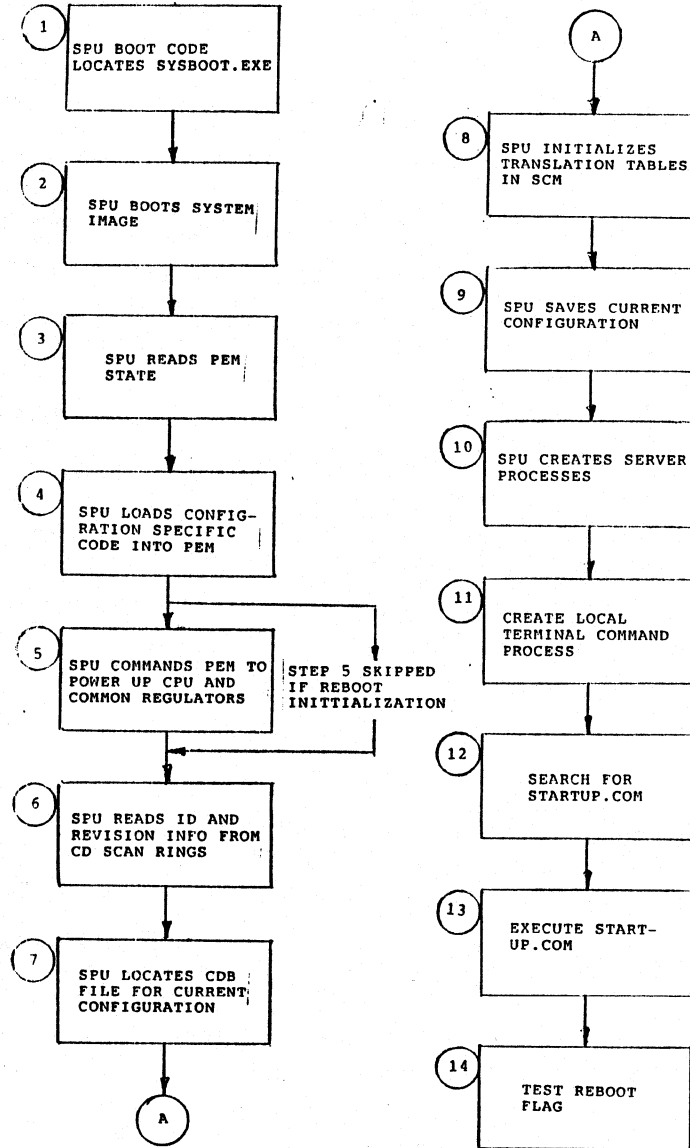 1
SPU BOOT CODE
LOCATES SYSBOOT.EXE
2
SPU BOOTS SYSTEM
IMAGE
3
SPU READS PEM
STATE
4
SPU LOADS CONFIG-
RATION SPECIFIC
CODE INTO PEM
5
SPU COMMANDS PEM TO
POWER UP CPU AND
COMMON REGULATORS
STEP 5 SKIPPED
IF REBOOT
INITTIALIZATION
6
SPU READS ID AND
REVISION INFO FROM
CD SCAN RINGS
7
SPU LOCATES CDB
FILE FOR CURRENT
CONFIGURATION
A
A
8
SPU INITIALIZES
TRANSLATION TABLES
IN SCM
9
SPU SAVES CURRENT
CONFIGURATION
10
SPU CREATES SERVER
PROCESSES
11
CREATE LOCAL
TERMINAL COMMAND
PROCESS
12
SEARCH FOR
STARTUP.COM
13
EXECUTE START-
UP.COM
14
TEST REBOOT
FLAG